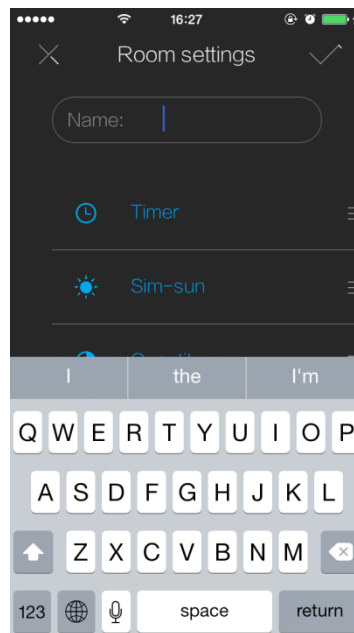 16:27
Room settings
Name:
Timer
Sim-sun
I the I'm
Q W E R T Y U I O P
A S D F G H J K L
Z X C V B N M
123 space return